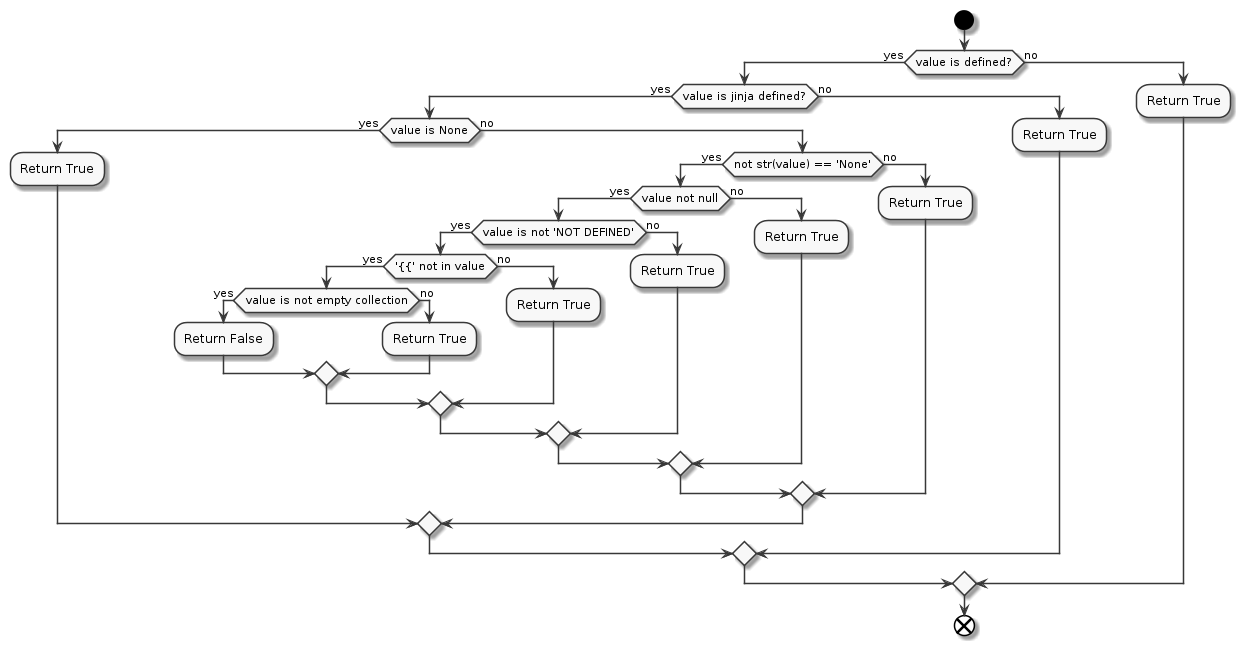 yes
value is defined?
no
yes
value is jinja defined?
no
Return True
yes
value is None
no
Return True
Return True
yes
not str(value) == 'None'
no
yes
value not null
no
Return True
yes
value is not 'NOT DEFINED'
no
Return True
yes
'{{' not in value
no
Return True
yes
value is not empty collection
no
Return True
Return False
Return True